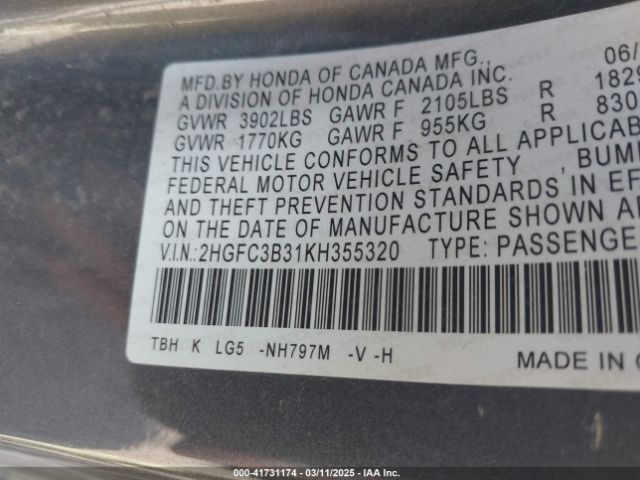 MFD.BY HONDA OF CANADA MFG., 06/
A DIVISION OF HONDA CANADA INC.
GVWR 3902LBS GAWR F 2105LBS R 1829
GVWR 1770KG GAWR F 955KG R 830
THIS VEHICLE CONFORMS TO ALL APPLICAB
FEDERAL MOTOR VEHICLE SAFETY , BUMP
AND THEFT PREVENTION STANDARDS IN EF
ON THE DATE OF MANUFACTURE SHOWN A
V.I.N.:2HGFC3B31KH355320 TYPE: PASSENGE
TBH K LG5 -NH797M -V -H MADE IN
000-41731174 | 03/11/2025 | IAA Inc.